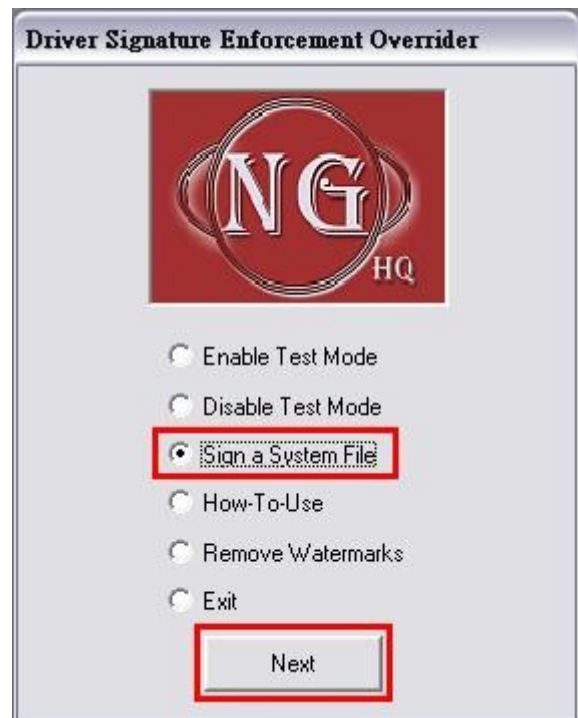 Driver Signature Enforcement Overrider
NG
HQ
Enable Test Mode
Disable Test Mode
Sign a System File
How-To-Use
Remove Watermarks
Exit
Next